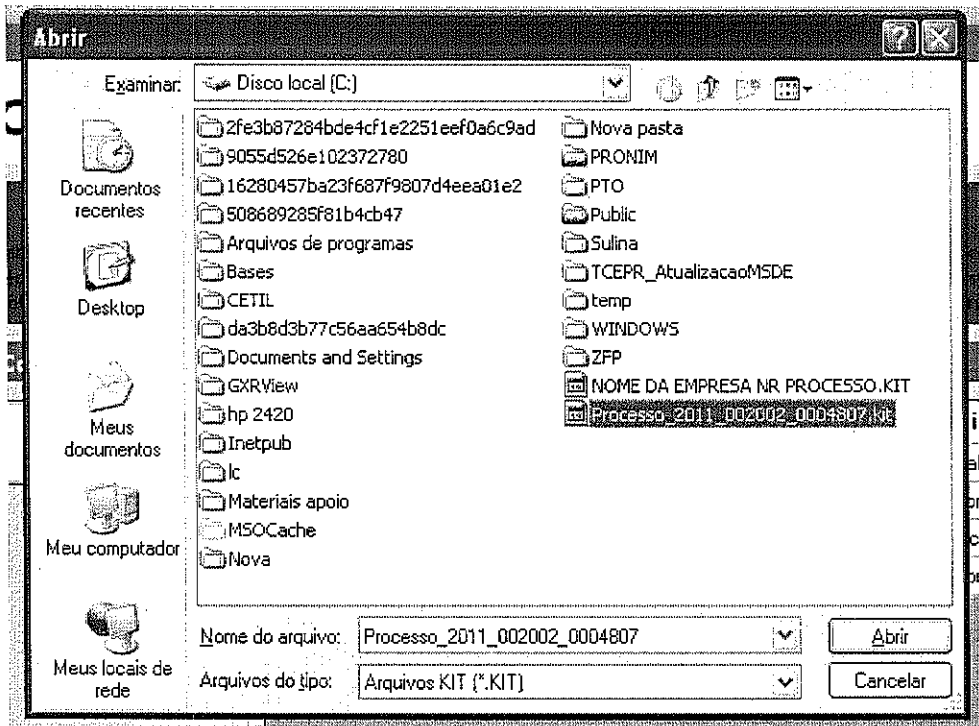 Abrir
Examinar:
Disco local (C:)
Documentos
recentes
Desktop
Meus
documentos
Meu computador
Meus locais de
rede
2fe3b87284bde4cf1e2251eef0a6c9ad
9055d526e102372780
16280457ba23f687f9807d4eea01e2
508689285f81b4cb47
Arquivos de programas
Bases
CETIL
da3b8d3b77c56aa654b8dc
Documents and Settings
GXRView
hp 2420
Inetpub
lc
Materiais apoio
MSOCache
Nova
Nova pasta
PRONIM
PTO
Public
Sulina
TCEPR_AtualizacaoMSDE
temp
WINDOWS
ZFP
NOME DA EMPRESA NR PROCESSO.KIT
Processo_2011_002002_0004807.kit
Nome do arquivo:
Processo_2011_002002_0004807
Abrir
Arquivos do tipo:
Arquivos KIT (*.KIT)
Cancelar